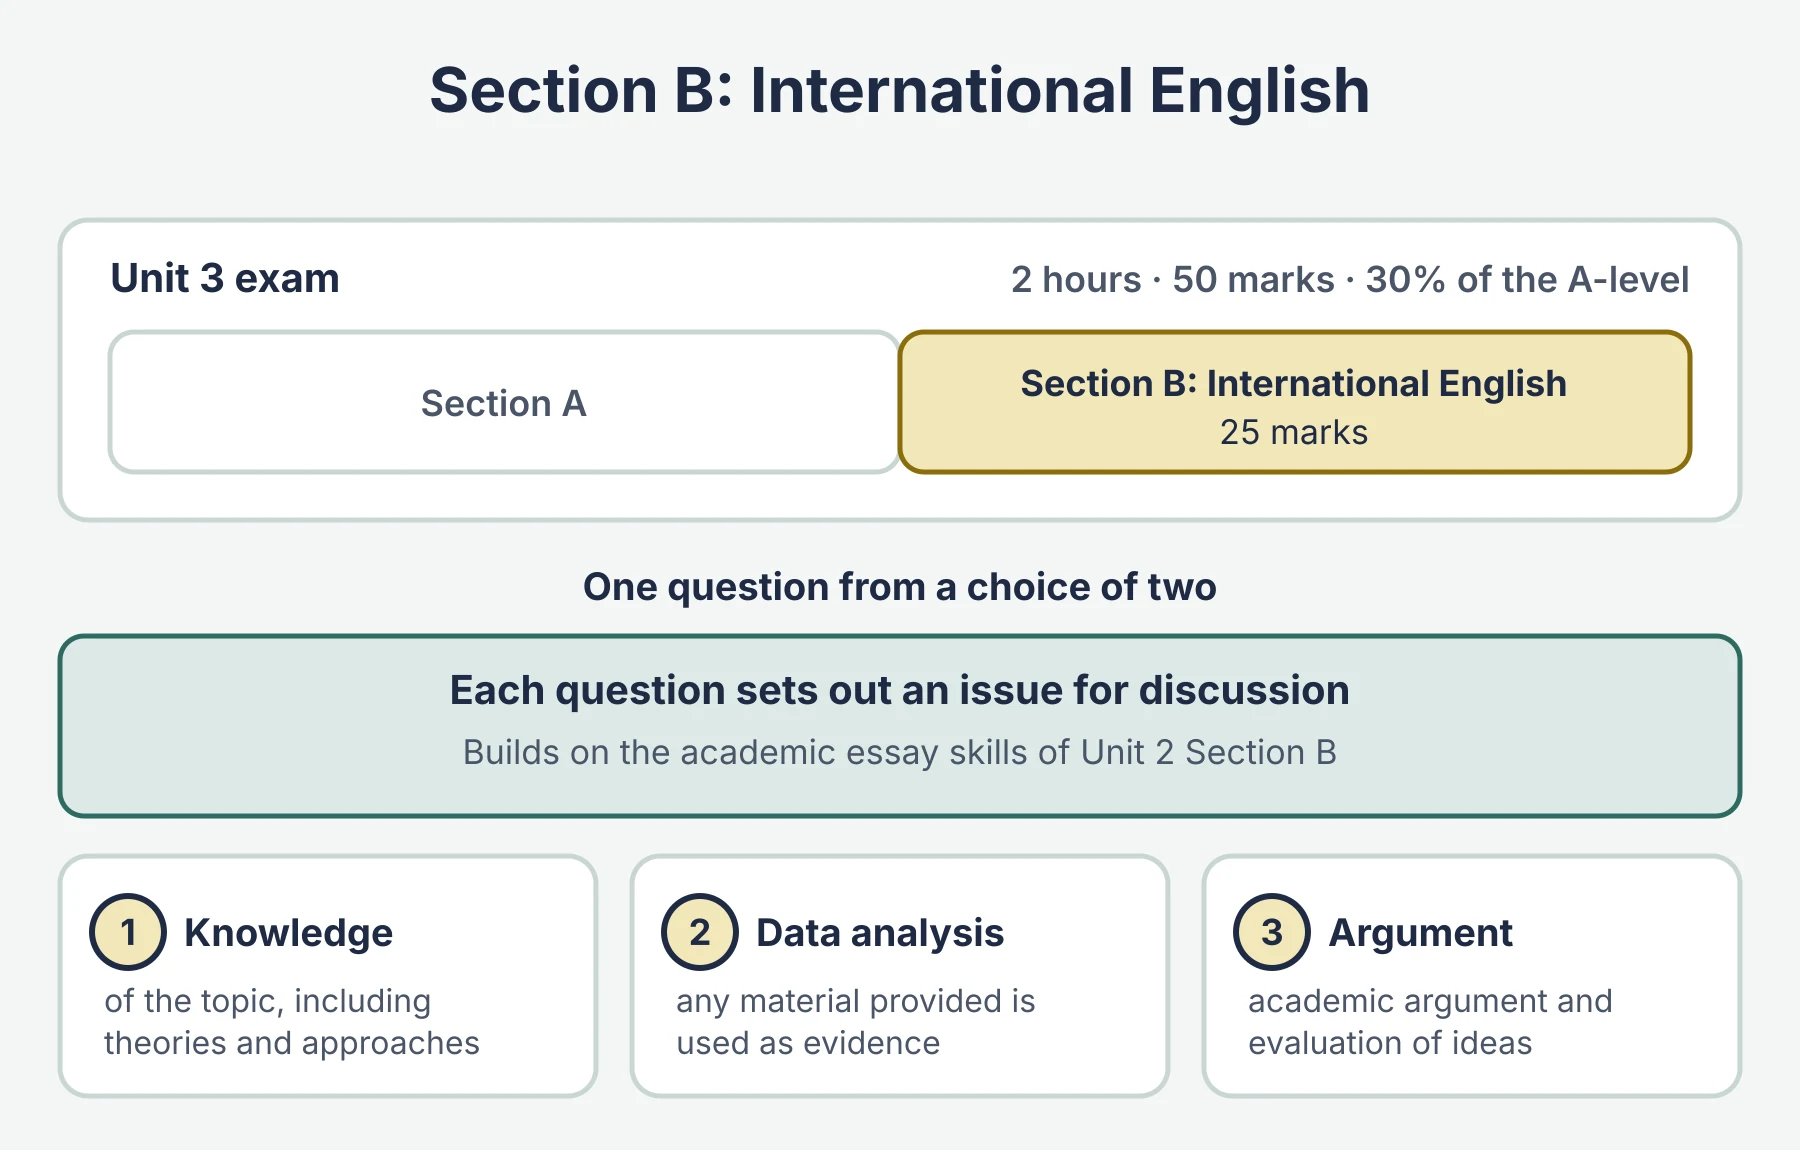 Section B: International English
Unit 3 exam
2 hours · 50 marks · 30% of the A-level
Section A
Section B: International English
25 marks
One question from a choice of two
Each question sets out an issue for discussion
Builds on the academic essay skills of Unit 2 Section B
1 Knowledge
of the topic, including
theories and approaches
2 Data analysis
any material provided is
used as evidence
3 Argument
academic argument and
evaluation of ideas